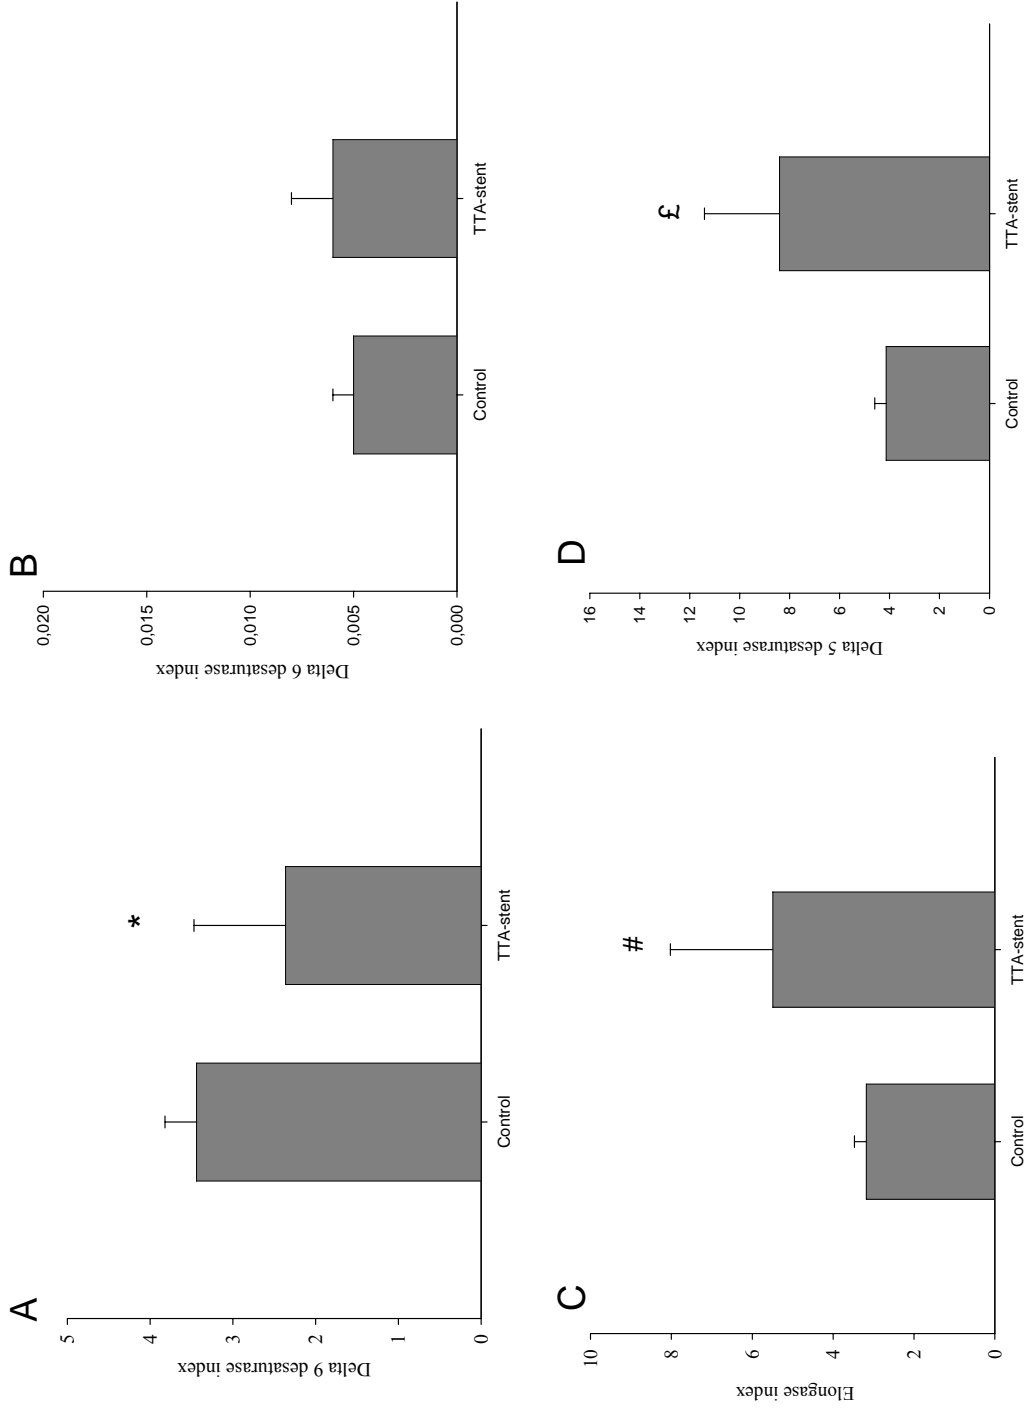 A
Delta 9 desaturase index
5
4
3
2
1
0
*
Control
TTA-stent
B
Delta 6 desaturase index
0,020
0,015
0,010
0,005
0,000
Control
TTA-stent
C
Elongase index
10
8
6
4
2
0
#
Control
TTA-stent
D
Delta 5 desaturase index
16
14
12
10
8
6
4
2
0
£
Control
TTA-stent